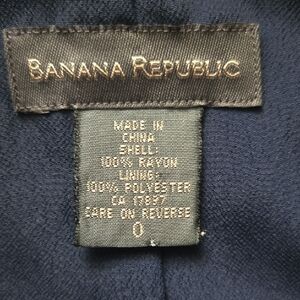 BANANA REPUBLIC
MADE IN
CHINA
SHELL:
100% RAYON
LINING:
100% POLYESTER
CA 17897
CARE ON REVERSE
0